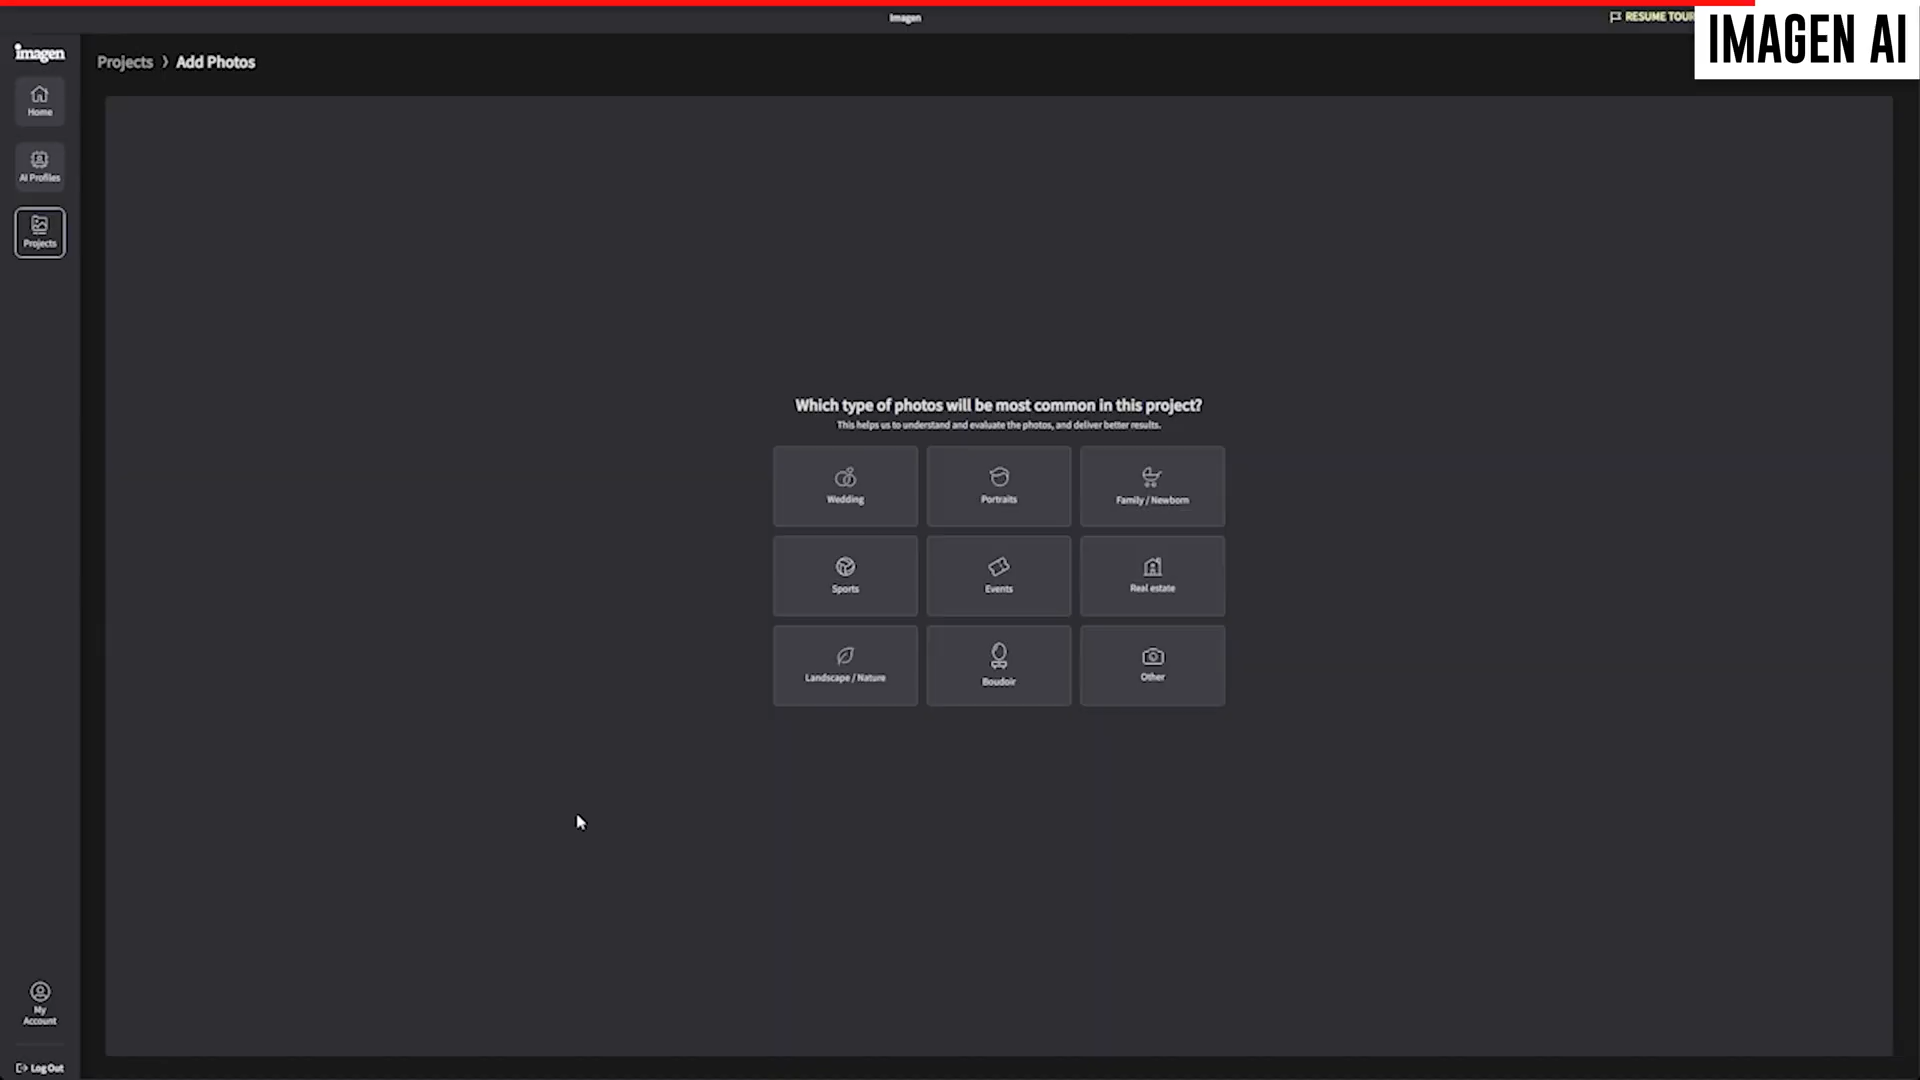 Imagen
RESUME TOUR
IMAGEN AI
imagen
Projects > Add Photos
Home
AI Profiles
Projects
Which type of photos will be most common in this project?
This helps us to understand and evaluate the photos, and deliver better results.
Wedding
Portraits
Family / Newborn
Sports
Events
Real estate
Landscape / Nature
Boudoir
Other
My
Account
Log Out